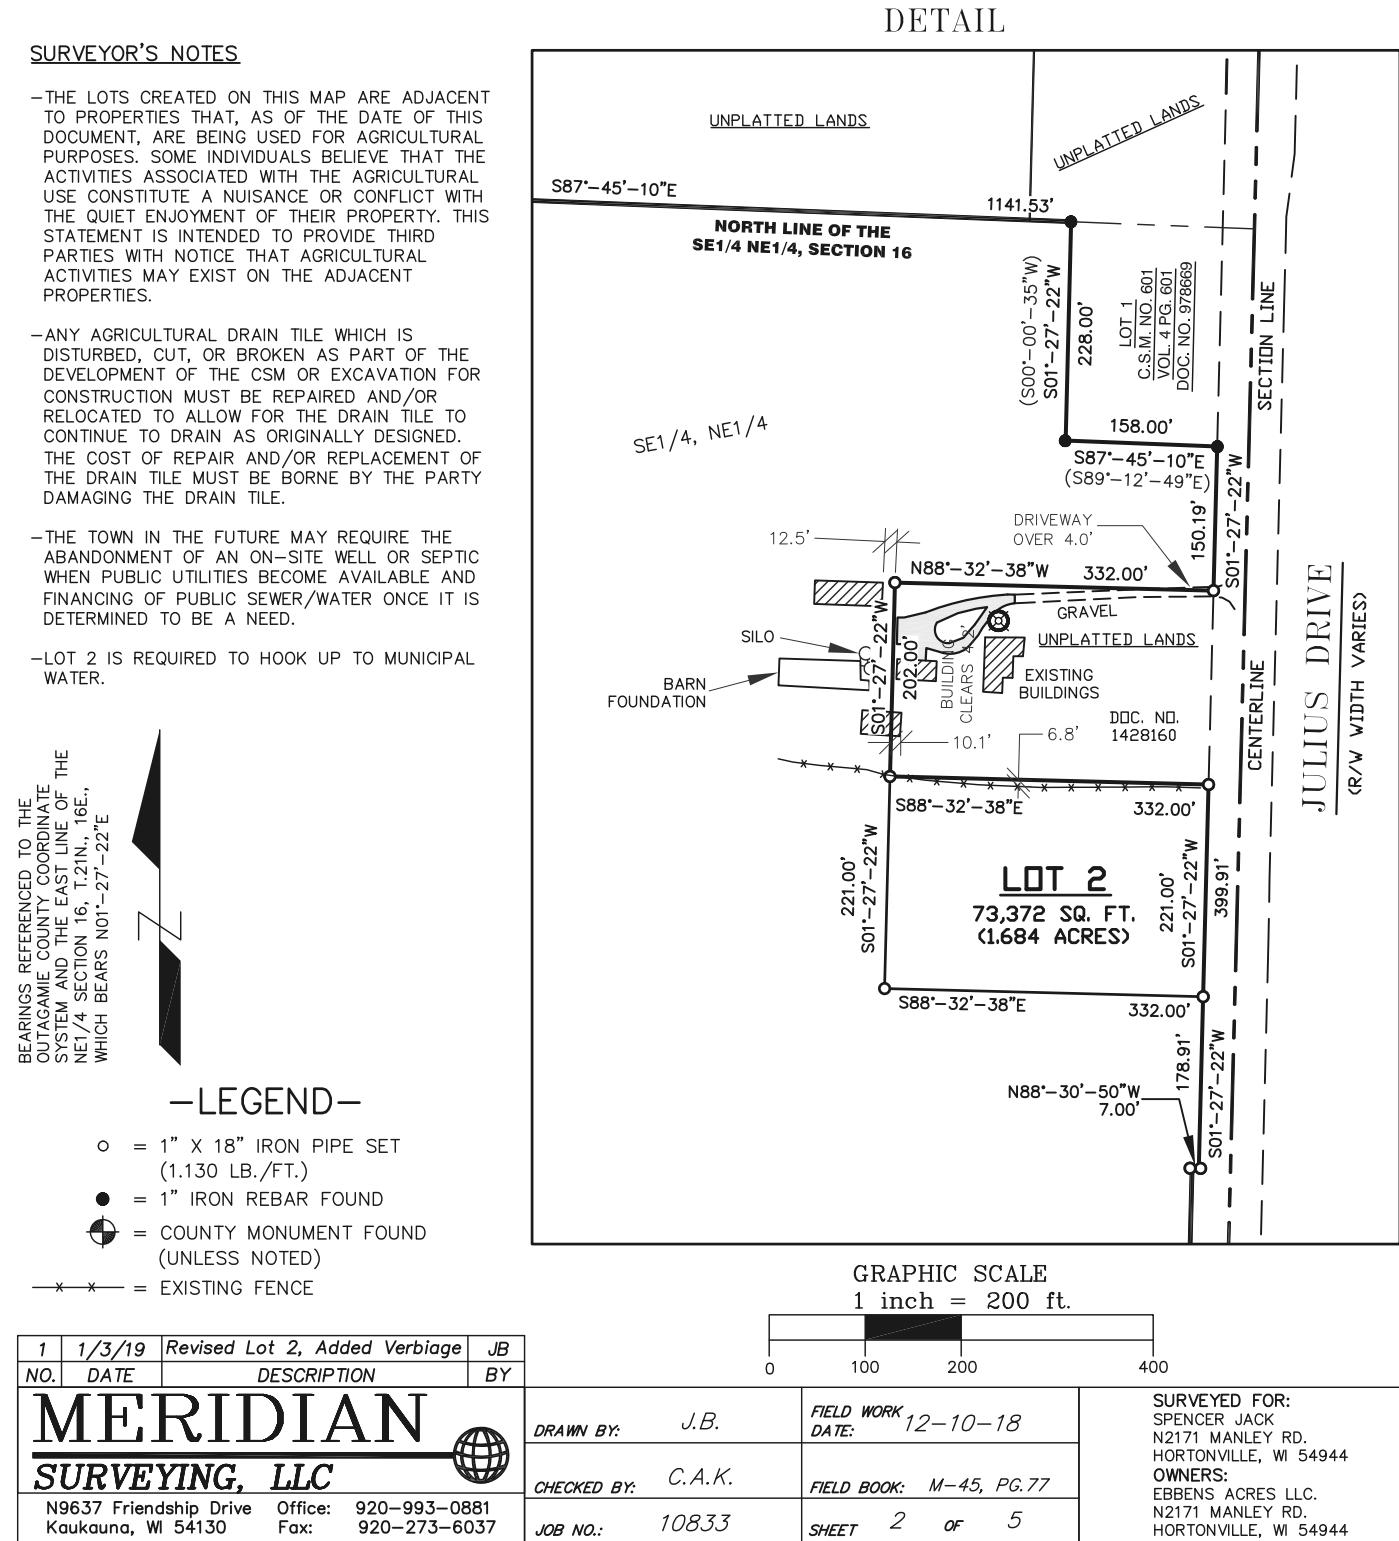 DETAIL
SURVEYOR'S NOTES
-THE LOTS CREATED ON THIS MAP ARE ADJACENT
TO PROPERTIES THAT, AS OF THE DATE OF THIS
DOCUMENT, ARE BEING USED FOR AGRICULTURAL
PURPOSES. SOME INDIVIDUALS BELIEVE THAT THE
ACTIVITIES ASSOCIATED WITH THE AGRICULTURAL
USE CONSTITUTE A NUISANCE OR CONFLICT WITH
THE QUIET ENJOYMENT OF THEIR PROPERTY. THIS
STATEMENT IS INTENDED TO PROVIDE THIRD
PARTIES WITH NOTICE THAT AGRICULTURAL
ACTIVITIES MAY EXIST ON THE ADJACENT
PROPERTIES.
-ANY AGRICULTURAL DRAIN TILE WHICH IS
DISTURBED, CUT, OR BROKEN AS PART OF THE
DEVELOPMENT OF THE CSM OR EXCAVATION FOR
CONSTRUCTION MUST BE REPAIRED AND/OR
RELOCATED TO ALLOW FOR THE DRAIN TILE TO
CONTINUE TO DRAIN AS ORIGINALLY DESIGNED.
THE COST OF REPAIR AND/OR REPLACEMENT OF
THE DRAIN TILE MUST BE BORNE BY THE PARTY
DAMAGING THE DRAIN TILE.
-THE TOWN IN THE FUTURE MAY REQUIRE THE
ABANDONMENT OF AN ON-SITE WELL OR SEPTIC
WHEN PUBLIC UTILITIES BECOME AVAILABLE AND
FINANCING OF PUBLIC SEWER/WATER ONCE IT IS
DETERMINED TO BE A NEED.
-LOT 2 IS REQUIRED TO HOOK UP TO MUNICIPAL
WATER.
BEARINGS REFERENCED TO THE
OUTAGAMIE COUNTY COORDINATE
SYSTEM AND THE EAST LINE OF THE
NE1/4 SECTION 16, T.21N., 16E.,
WHICH BEARS N01°-27'-22"E
-LEGEND-
= 1" X 18" IRON PIPE SET
(1.130 LB./FT.)
= 1" IRON REBAR FOUND
= COUNTY MONUMENT FOUND
(UNLESS NOTED)
= EXISTING FENCE
UNPLATTED LANDS
UNPLATTED LANDS
S87°-45'-10"E
1141.53'
NORTH LINE OF THE
SE1/4 NE1/4, SECTION 16
(S00°-00'-35"W)
S01°-27'-22"W
228.00'
LOT 1
C.S.M. NO. 601
VOL. 4 PG. 601
DOC. NO. 978669
SECTION LINE
SE1/4, NE1/4
158.00'
S87°-45'-10"E
(S89°-12'-49"E)
150.19'
S01°-27'-22"W
DRIVEWAY
OVER 4.0'
12.5'
N88°-32'-38"W
332.00'
GRAVEL
UNPLATTED LANDS
SILO
S01°-27'-22"W
202.00'
BUILDING
CLEARS 4.2'
EXISTING
BUILDINGS
BARN
FOUNDATION
DOC. NO.
1428160
10.1'
6.8'
CENTERLINE
JULIUS DRIVE
(R/W WIDTH VARIES)
S88°-32'-38"E
332.00'
221.00'
S01°-27'-22"W
LOT 2
73,372 SQ. FT.
(1.684 ACRES)
221.00'
S01°-27'-22"W
399.91'
S88°-32'-38"E
332.00'
178.91'
S01°-27'-22"W
N88°-30'-50"W
7.00'
GRAPHIC SCALE
1 inch = 200 ft.
0 100 200 400
1 1/3/19 Revised Lot 2, Added Verbiage JB
NO. DATE DESCRIPTION BY
MERIDIAN
SURVEYING, LLC
N9637 Friendship Drive Office: 920-993-0881
Kaukauna, WI 54130 Fax: 920-273-6037
DRAWN BY: J.B.
CHECKED BY: C.A.K.
JOB NO.: 10833
FIELD WORK
DATE: 12-10-18
FIELD BOOK: M-45, PG.77
SHEET 2 OF 5
SURVEYED FOR:
SPENCER JACK
N2171 MANLEY RD.
HORTONVILLE, WI 54944
OWNERS:
EBBENS ACRES LLC.
N2171 MANLEY RD.
HORTONVILLE, WI 54944